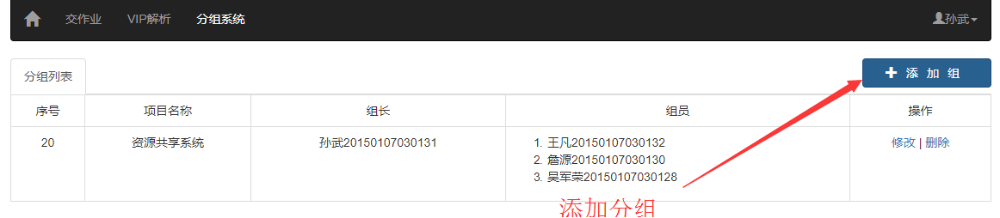 交作业 VIP解析 分组系统 孙武
分组列表 添 加 组
序号 项目名称 组长 组员 操作
20 资源共享系统 孙武20150107030131 1. 王凡20150107030132 修改 | 删除
2. 詹源20150107030130
3. 吴军荣20150107030128
添加分组